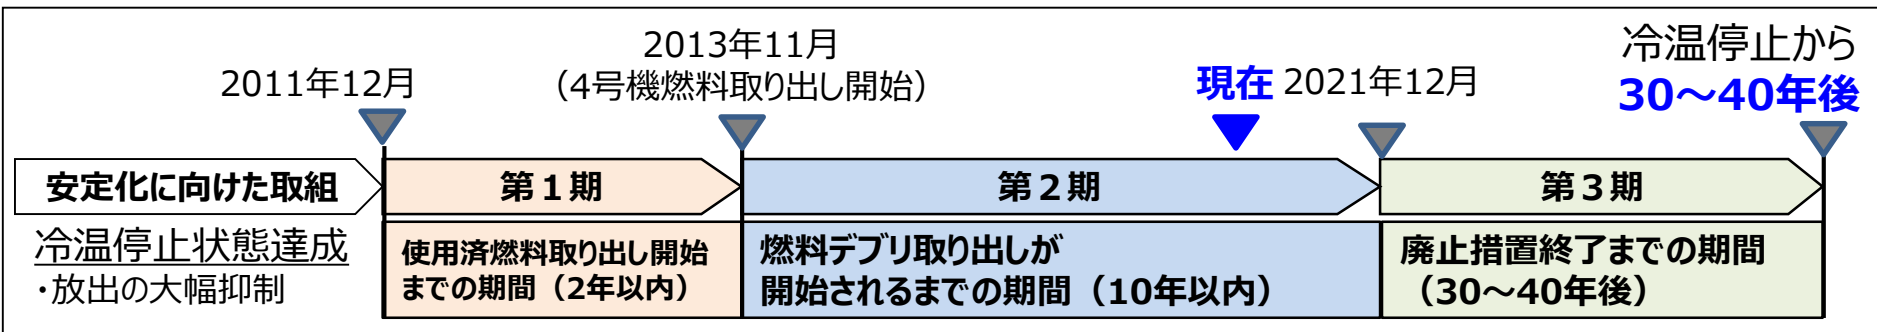 2011年12月
2013年11月
（4号機燃料取り出し開始）
現在
2021年12月
冷温停止から
30～40年後
安定化に向けた取組
第１期
第２期
第３期
冷温停止状態達成
・放出の大幅抑制
使用済燃料取り出し開始
までの期間（2年以内）
燃料デブリ取り出しが
開始されるまでの期間（10年以内）
廃止措置終了までの期間
（30～40年後）